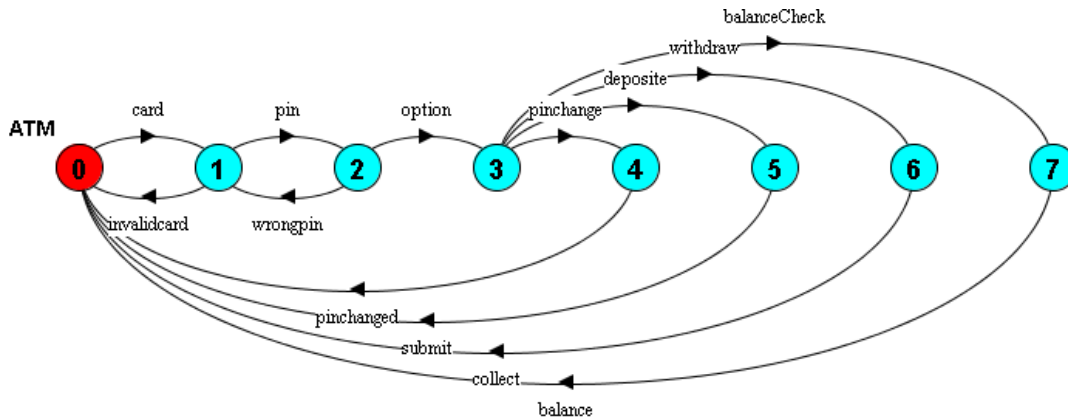 balanceCheck
withdraw
deposite
card
pin
option
pinchange
ATM
0
1
2
3
4
5
6
7
invalidcard
wrongpin
pinchanged
submit
collect
balance